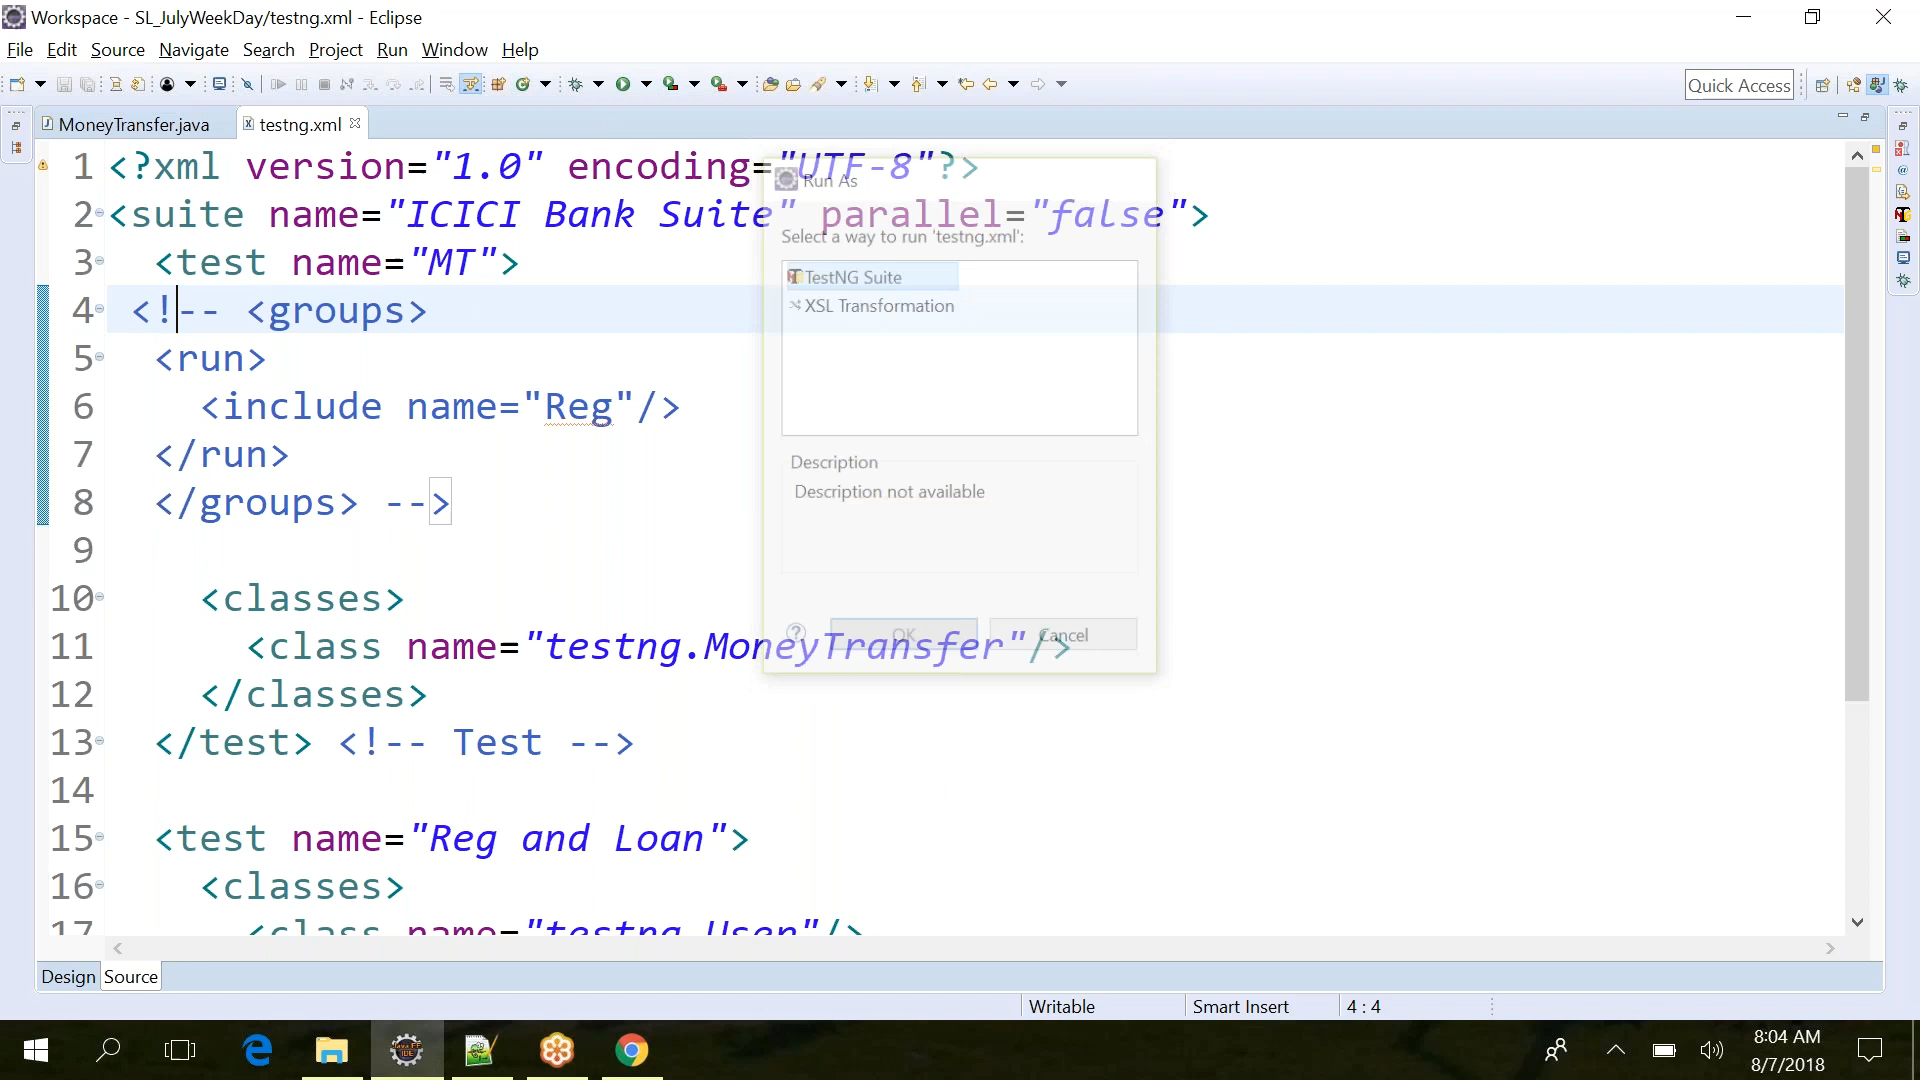 Workspace - SL_JulyWeekDay/testng.xml - Eclipse
File Edit Source Navigate Search Project Run Window Help
Quick Access
MoneyTransfer.java testng.xml
1 <?xml version="1.0" encoding="UTF-8"?>
2 <suite name="ICICI Bank Suite" parallel="false">
3 <test name="MT">
4 <!-- <groups>
5 <run>
6 <include name="Reg"/>
7 </run>
8 </groups> -->
9
10 <classes>
11 <class name="testng.MoneyTransfer"/>
12 </classes>
13 </test> <!-- Test -->
14
15 <test name="Reg and Loan">
16 <classes>
17 <class name="testng.User"/>
Run As
Select a way to run 'testng.xml':
TestNG Suite
XSL Transformation
Description
Description not available
OK Cancel
Design Source
Writable Smart Insert 4 : 4
8:04 AM
8/7/2018